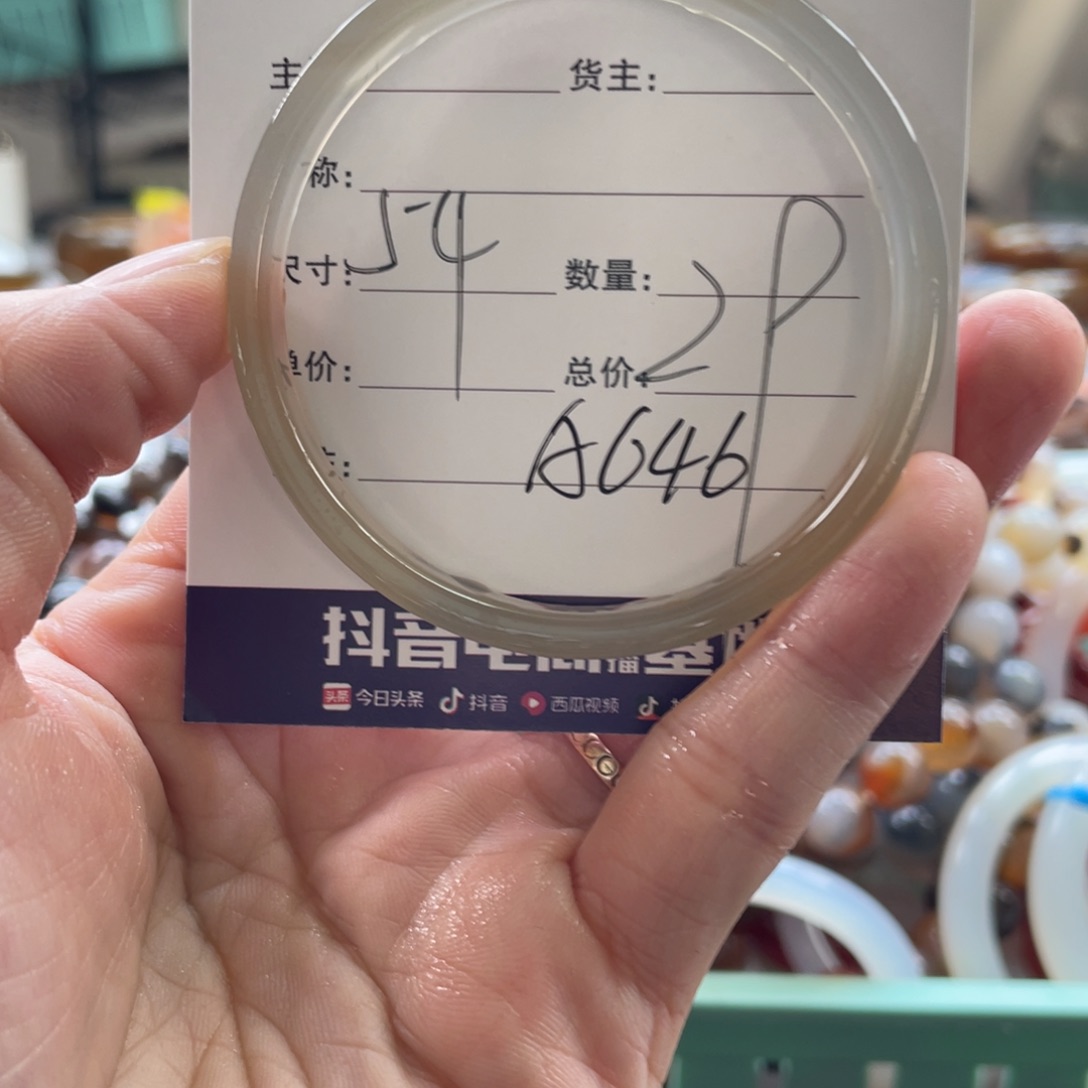 主 货主:
称:
尺寸: 54 数量:
单价: 总价: 2P
A646
抖音
今日头条 抖音 西瓜视频